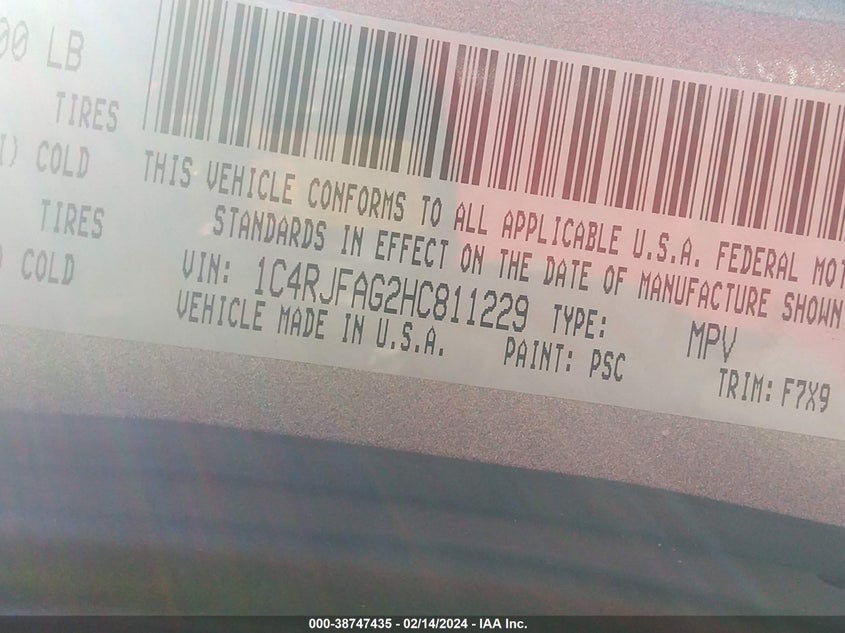 00 LB
TIRES
I) COLD
TIRES
) COLD
THIS VEHICLE CONFORMS TO ALL APPLICABLE U.S.A. FEDERAL MOT
STANDARDS IN EFFECT ON THE DATE OF MANUFACTURE SHOWN
VIN: 1C4RJFAG2HC811229 TYPE: MPV
VEHICLE MADE IN U.S.A. PAINT: PSC TRIM: F7X9
000-38747435 - 02/14/2024 - IAA Inc.